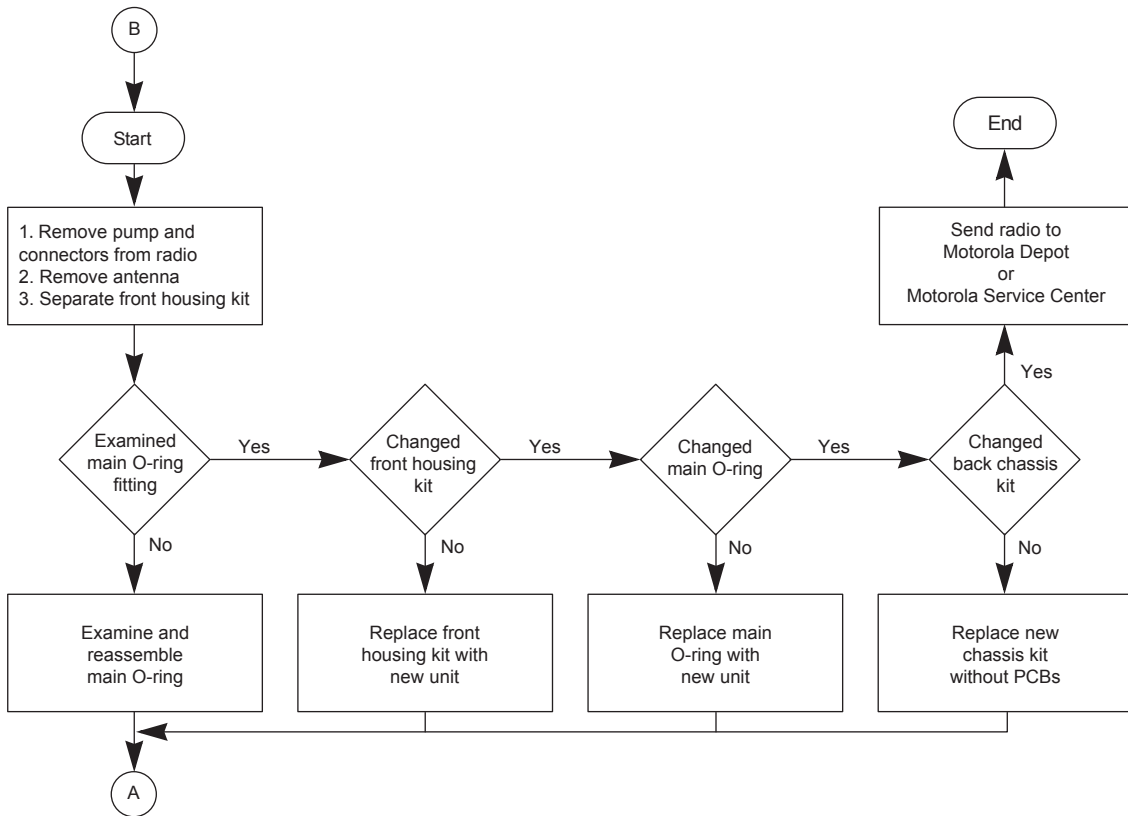 B
Start
1. Remove pump and
connectors from radio
2. Remove antenna
3. Separate front housing kit
Examined
main O-ring
fitting
Yes
No
Examine and
reassemble
main O-ring
Changed
front housing
kit
Yes
No
Replace front
housing kit with
new unit
Changed
main O-ring
Yes
No
Replace main
O-ring with
new unit
Changed
back chassis
kit
Yes
No
Replace new
chassis kit
without PCBs
Send radio to
Motorola Depot
or
Motorola Service Center
End
A